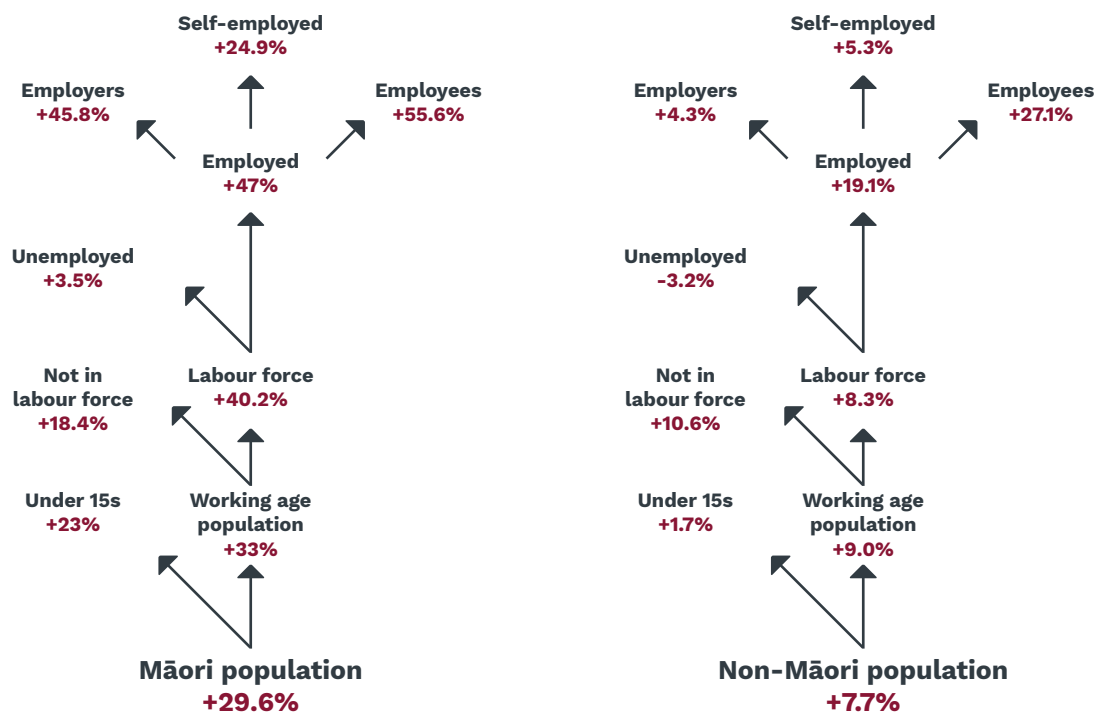 Self-employed
+24.9%
Employers
+45.8%
Employees
+55.6%
Employed
+47%
Unemployed
+3.5%
Not in
labour force
+18.4%
Labour force
+40.2%
Under 15s
+23%
Working age
population
+33%
Māori population
+29.6%
Self-employed
+5.3%
Employers
+4.3%
Employees
+27.1%
Employed
+19.1%
Unemployed
-3.2%
Not in
labour force
+10.6%
Labour force
+8.3%
Under 15s
+1.7%
Working age
population
+9.0%
Non-Māori population
+7.7%